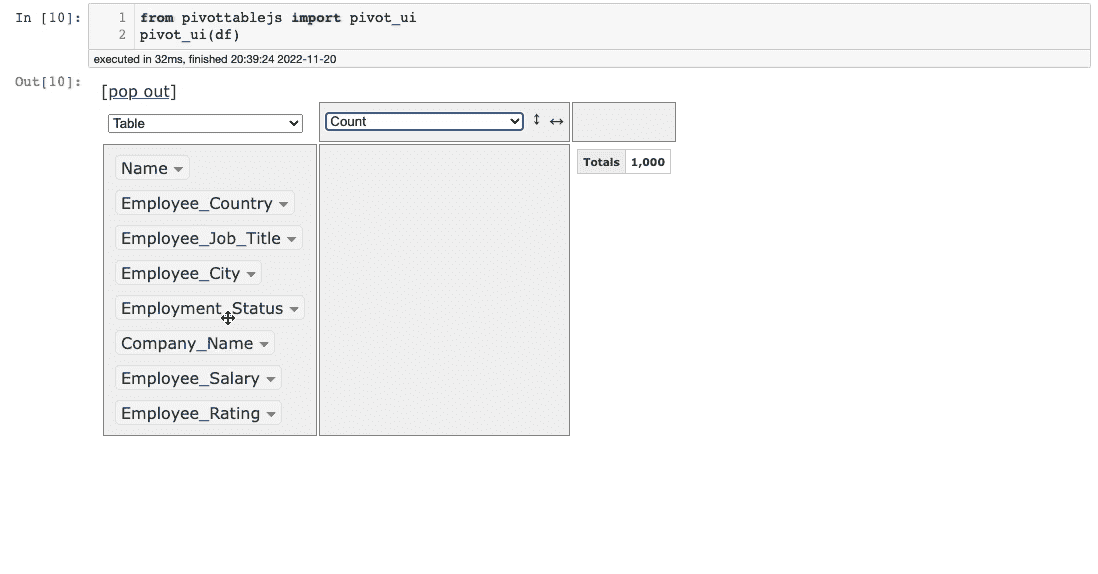 In [10]:
1 from pivottablejs import pivot_ui
2 pivot_ui(df)
executed in 32ms, finished 20:39:24 2022-11-20
Out[10]:
[pop out]
Table
Count ↕ ↔
Totals 1,000
Name
Employee_Country
Employee_Job_Title
Employee_City
Employment_Status
Company_Name
Employee_Salary
Employee_Rating